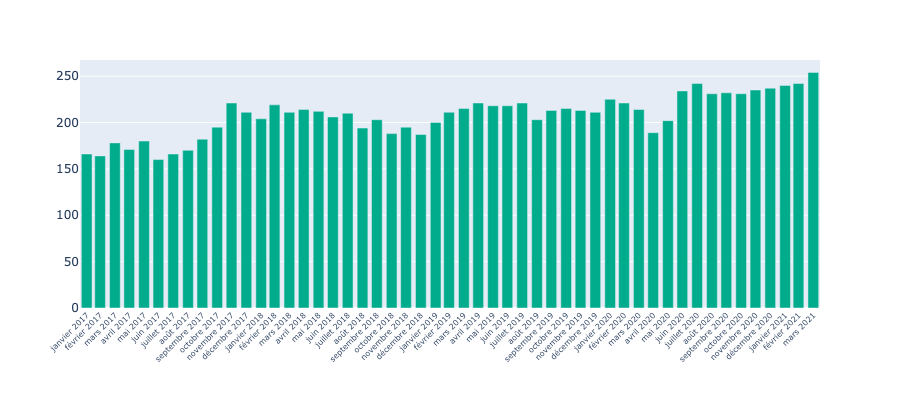 250
200
150
100
50
0
janvier 2017
février 2017
mars 2017
avril 2017
mai 2017
juin 2017
juillet 2017
août 2017
septembre 2017
octobre 2017
novembre 2017
décembre 2017
janvier 2018
février 2018
mars 2018
avril 2018
mai 2018
juin 2018
juillet 2018
août 2018
septembre 2018
octobre 2018
novembre 2018
décembre 2018
janvier 2019
février 2019
mars 2019
avril 2019
mai 2019
juin 2019
juillet 2019
août 2019
septembre 2019
octobre 2019
novembre 2019
décembre 2019
janvier 2020
février 2020
mars 2020
avril 2020
mai 2020
juin 2020
juillet 2020
août 2020
septembre 2020
octobre 2020
novembre 2020
décembre 2020
janvier 2021
février 2021
mars 2021